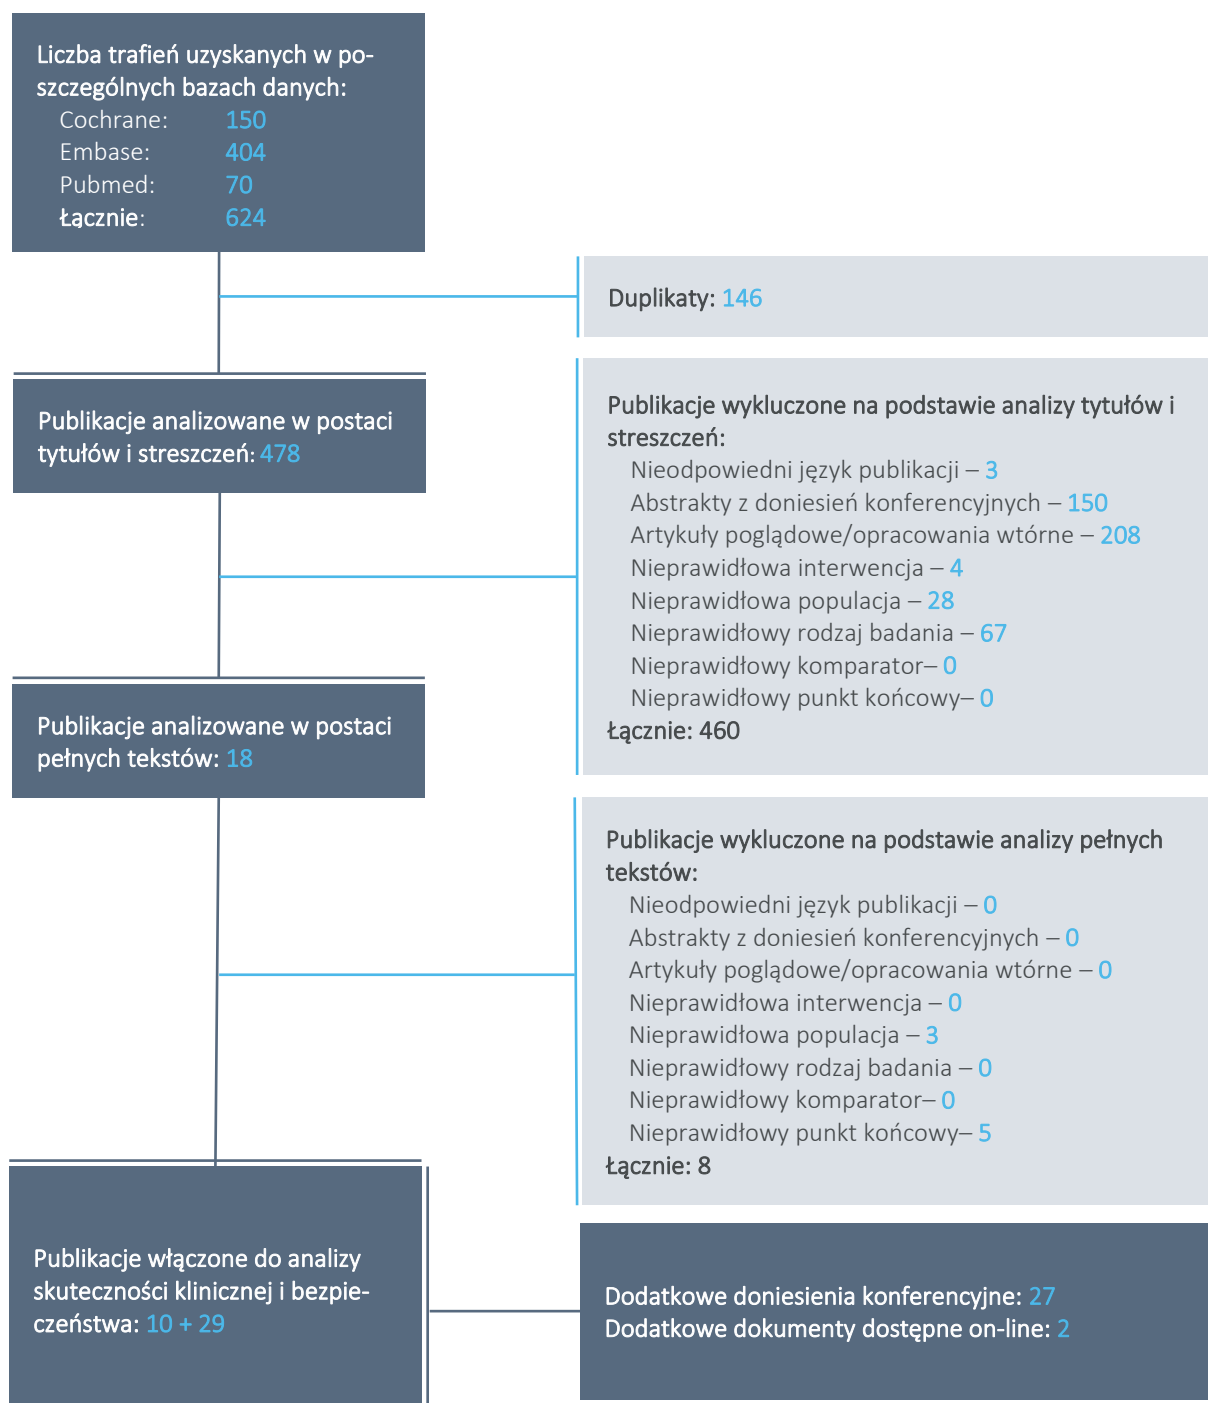 Liczba trafień uzyskanych w po-
szczególnych bazach danych:
Cochrane: 150
Embase: 404
Pubmed: 70
Łącznie: 624
Duplikaty: 146
Publikacje analizowane w postaci
tytułów i streszczeń: 478
Publikacje wykluczone na podstawie analizy tytułów i
streszczeń:
Nieodpowiedni język publikacji – 3
Abstrakty z doniesień konferencyjnych – 150
Artykuły poglądowe/opracowania wtórne – 208
Nieprawidłowa interwencja – 4
Nieprawidłowa populacja – 28
Nieprawidłowy rodzaj badania – 67
Nieprawidłowy komparator– 0
Nieprawidłowy punkt końcowy– 0
Łącznie: 460
Publikacje analizowane w postaci
pełnych tekstów: 18
Publikacje wykluczone na podstawie analizy pełnych
tekstów:
Nieodpowiedni język publikacji – 0
Abstrakty z doniesień konferencyjnych – 0
Artykuły poglądowe/opracowania wtórne – 0
Nieprawidłowa interwencja – 0
Nieprawidłowa populacja – 3
Nieprawidłowy rodzaj badania – 0
Nieprawidłowy komparator– 0
Nieprawidłowy punkt końcowy– 5
Łącznie: 8
Publikacje włączone do analizy
skuteczności klinicznej i bezpie-
czeństwa: 10 + 29
Dodatkowe doniesienia konferencyjne: 27
Dodatkowe dokumenty dostępne on-line: 2